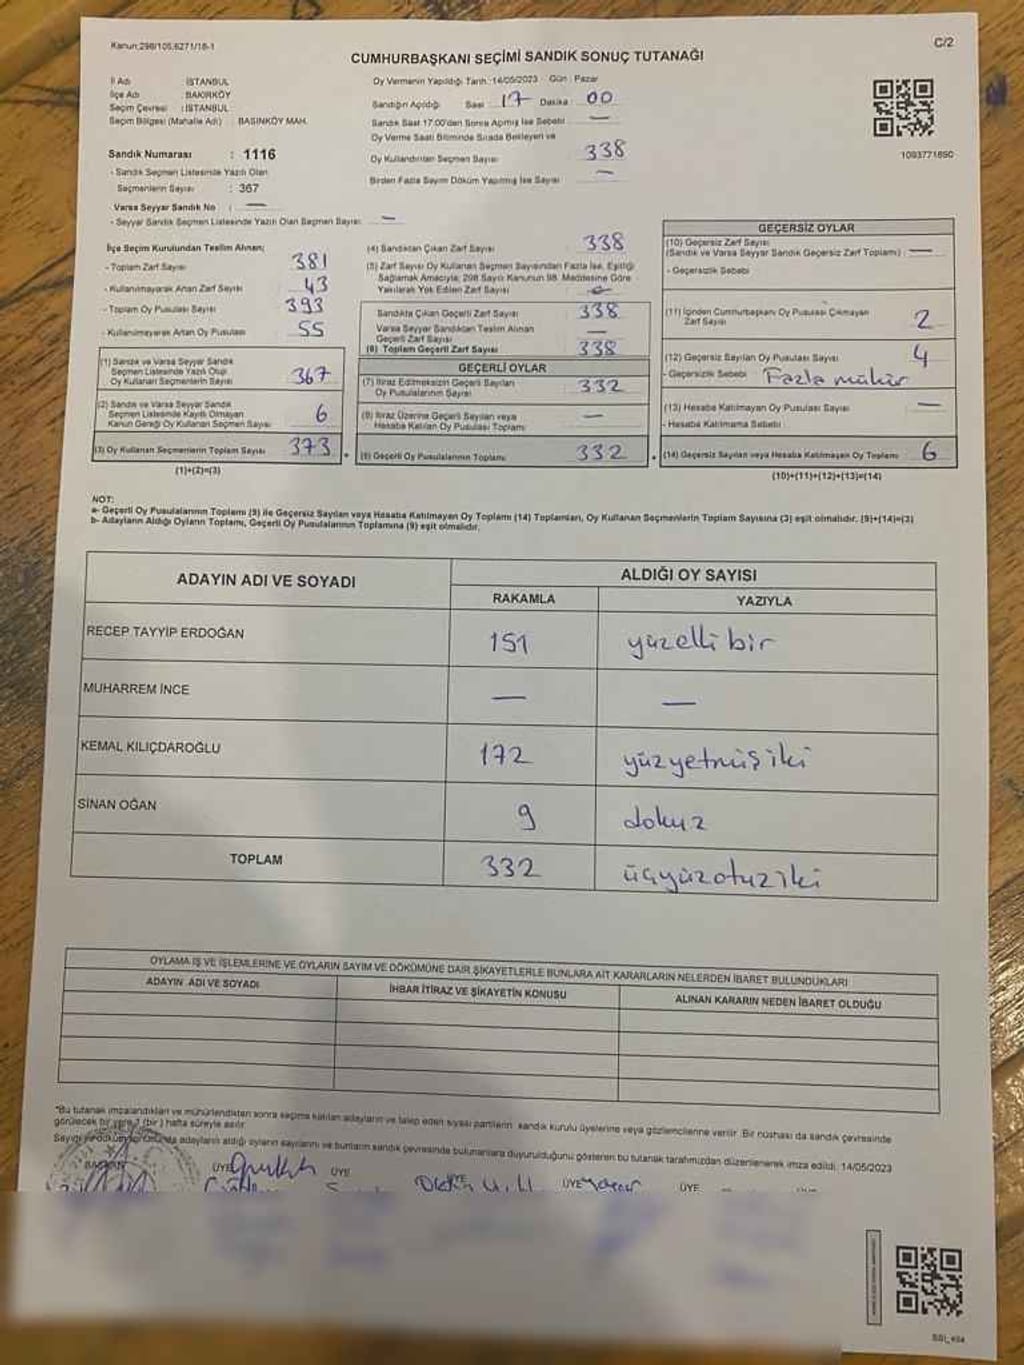 Kanun:298/105,6271/18-1
C/2
CUMHURBAŞKANI SEÇİMİ SANDIK SONUÇ TUTANAĞI
İl Adı : İSTANBUL
İlçe Adı : BAKIRKÖY
Seçim Çevresi : İSTANBUL
Seçim Bölgesi (Mahalle Adı) : BASINKÖY MAH.
Sandık Numarası : 1116
- Sandık Seçmen Listesinde Yazılı Olan
Seçmenlerin Sayısı : 367
- Varsa Seyyar Sandık No : —
- Seyyar Sandık Seçmen Listesinde Yazılı Olan Seçmen Sayısı : —
Oy Vermenin Yapıldığı Tarih : 14/05/2023 Gün : Pazar
Sandığın Açıldığı Saat : 17 Dakika : 00
Sandık Saat 17:00'den Sonra Açılmış İse Sebebi : —
Oy Verme Saati Bitiminde Sırada Bekleyen ve
Oy Kullandırılan Seçmen Sayısı 338
Birden Fazla Sayım Döküm Yapılmış İse Sayısı —
1093771850
İlçe Seçim Kurulundan Teslim Alınan;
- Toplam Zarf Sayısı 381
- Kullanılmayarak Artan Zarf Sayısı 43
- Toplam Oy Pusulası Sayısı 393
- Kullanılmayarak Artan Oy Pusulası 55
(1) Sandık ve Varsa Seyyar Sandık
Seçmen Listesinde Yazılı Olup
Oy Kullanan Seçmenlerin Sayısı 367
(2) Sandık ve Varsa Seyyar Sandık
Seçmen Listesinde Kayıtlı Olmayan
Kanun Gereği Oy Kullanan Seçmen Sayısı 6
(3) Oy Kullanan Seçmenlerin Toplam Sayısı 373
(1)+(2)=(3)
(4) Sandıktan Çıkan Zarf Sayısı 338
(5) Zarf Sayısı Oy Kullanan Seçmen Sayısından Fazla İse, Eşitliği
Sağlamak Amacıyla; 298 Sayılı Kanunun 98. Maddesine Göre
Yakılarak Yok Edilen Zarf Sayısı
Sandıkta Çıkan Geçerli Zarf Sayısı 338
Varsa Seyyar Sandıktan Teslim Alınan
Geçerli Zarf Sayısı —
(6) Toplam Geçerli Zarf Sayısı 338
GEÇERLİ OYLAR
(7) İtiraz Edilmeksizin Geçerli Sayılan
Oy Pusulalarının Sayısı 332
(8) İtiraz Üzerine Geçerli Sayılan veya
Hesaba Katılan Oy Pusulası Toplamı —
(9) Geçerli Oy Pusulalarının Toplamı 332
GEÇERSİZ OYLAR
(10) Geçersiz Zarf Sayısı
(Sandık ve Varsa Seyyar Sandık Geçersiz Zarf Toplamı) —
- Geçersizlik Sebebi
(11) İçinden Cumhurbaşkanı Oy Pusulası Çıkmayan
Zarf Sayısı 2
(12) Geçersiz Sayılan Oy Pusulası Sayısı 4
- Geçersizlik Sebebi : Fazla mühür
(13) Hesaba Katılmayan Oy Pusulası Sayısı —
- Hesaba Katılmama Sebebi :
(14) Geçersiz Sayılan veya Hesaba Katılmayan Oy Toplamı 6
(10)+(11)+(12)+(13)=(14)
NOT:
a- Geçerli Oy Pusulalarının Toplamı (9) ile Geçersiz Sayılan veya Hesaba Katılmayan Oy Toplamı (14) Toplamları, Oy Kullanan Seçmenlerin Toplam Sayısına (3) eşit olmalıdır. (9)+(14)=(3)
b- Adayların Aldığı Oyların Toplamı, Geçerli Oy Pusulalarının Toplamına (9) eşit olmalıdır.
ADAYIN ADI VE SOYADI
ALDIĞI OY SAYISI
RAKAMLA YAZIYLA
RECEP TAYYİP ERDOĞAN 151 yüzelli bir
MUHARREM İNCE — —
KEMAL KILIÇDAROĞLU 172 yüzyetmiş iki
SİNAN OĞAN 9 dokuz
TOPLAM 332 üçyüzotuziki
OYLAMA İŞ VE İŞLEMLERİNE VE OYLARIN SAYIM VE DÖKÜMÜNE DAİR ŞİKAYETLERLE BUNLARA AİT KARARLARIN NELERDEN İBARET BULUNDUKLARI
ADAYIN ADI VE SOYADI İHBAR İTİRAZ VE ŞİKAYETİN KONUSU ALINAN KARARIN NEDEN İBARET OLDUĞU
*Bu tutanak imzalandıktan ve mühürlendikten sonra seçime katılan adayların ve talep eden siyasi partilerin sandık kurulu üyelerine veya gözlemcilerine verilir. Bir nüshası da sandık çevresinde
görülecek bir yere 1 (bir) hafta süreyle asılır.
Sayım ve döküm sonunda adayların aldığı oyların sayılarını ve bunların sandık çevresinde bulunanlara duyurulduğunu gösteren bu tutanak tarafımızdan düzenlenerek imza edildi. 14/05/2023
BAŞKAN ÜYE ÜYE ÜYE ÜYE